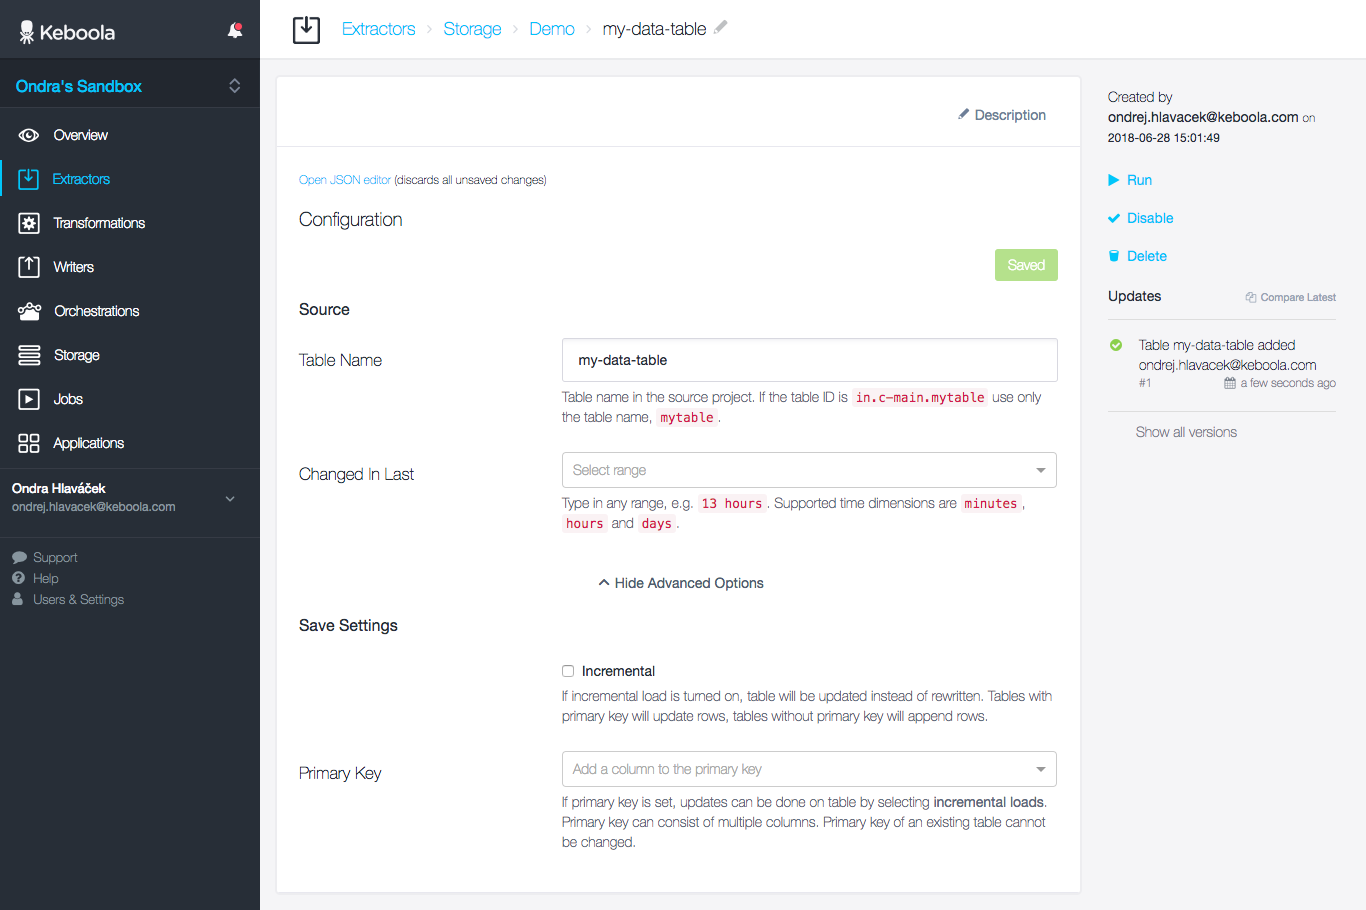 Keboola
Ondra's Sandbox
Overview
Extractors
Transformations
Writers
Orchestrations
Storage
Jobs
Applications
Ondra Hlaváček
ondrej.hlavacek@keboola.com
Support
Help
Users & Settings
Extractors > Storage > Demo > my-data-table
Description
Open JSON editor (discards all unsaved changes)
Configuration
Saved
Source
Table Name
my-data-table
Table name in the source project. If the table ID is in.c-main.mytable use only
the table name, mytable.
Changed In Last
Select range
Type in any range, e.g. 13 hours. Supported time dimensions are minutes,
hours and days.
Hide Advanced Options
Save Settings
Incremental
If incremental load is turned on, table will be updated instead of rewritten. Tables with
primary key will update rows, tables without primary key will append rows.
Primary Key
Add a column to the primary key
If primary key is set, updates can be done on table by selecting incremental loads.
Primary key can consist of multiple columns. Primary key of an existing table cannot
be changed.
Created by
ondrej.hlavacek@keboola.com on
2018-06-28 15:01:49
Run
Disable
Delete
Updates
Compare Latest
Table my-data-table added
ondrej.hlavacek@keboola.com
#1 a few seconds ago
Show all versions